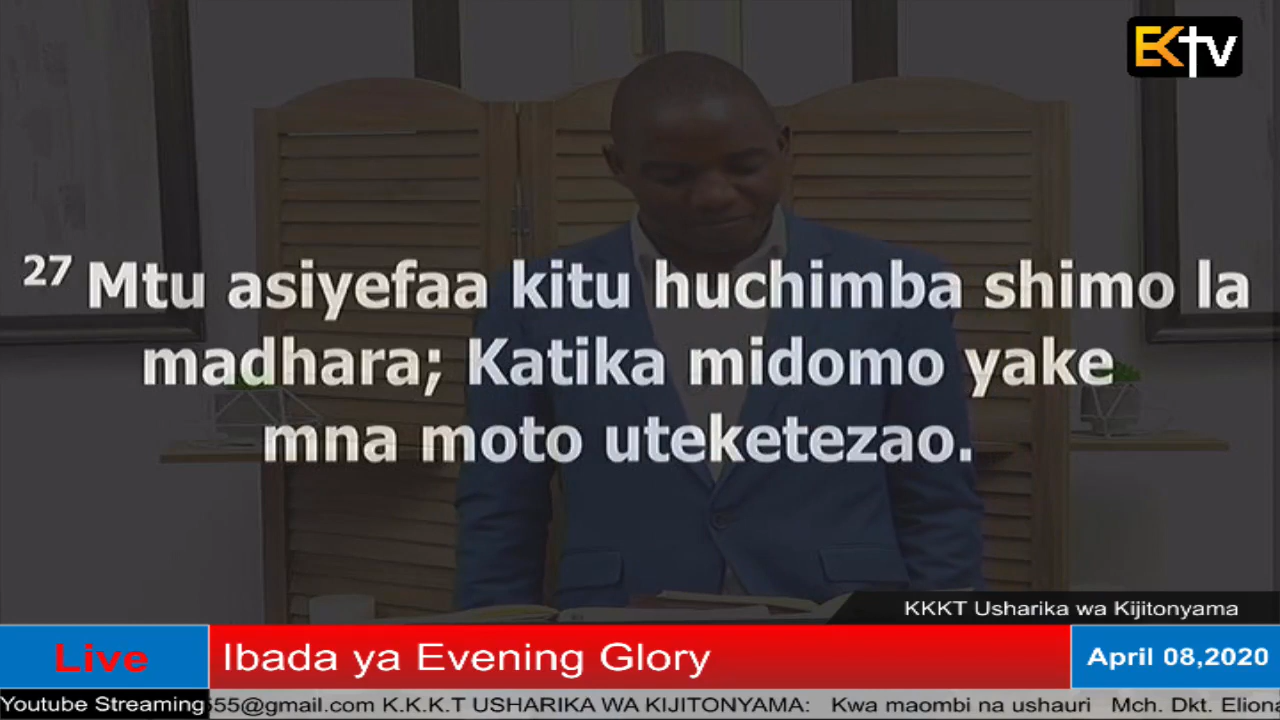 EKTV
27 Mtu asiyefaa kitu huchimba shimo la
madhara; Katika midomo yake
mna moto uteketezao.
KKKT Usharika wa Kijitonyama
Live
Ibada ya Evening Glory
April 08,2020
Youtube Streaming
555@gmail.com K.K.K.T USHARIKA WA KIJITONYAMA: Kwa maombi na ushauri Mch. Dkt. Eliona